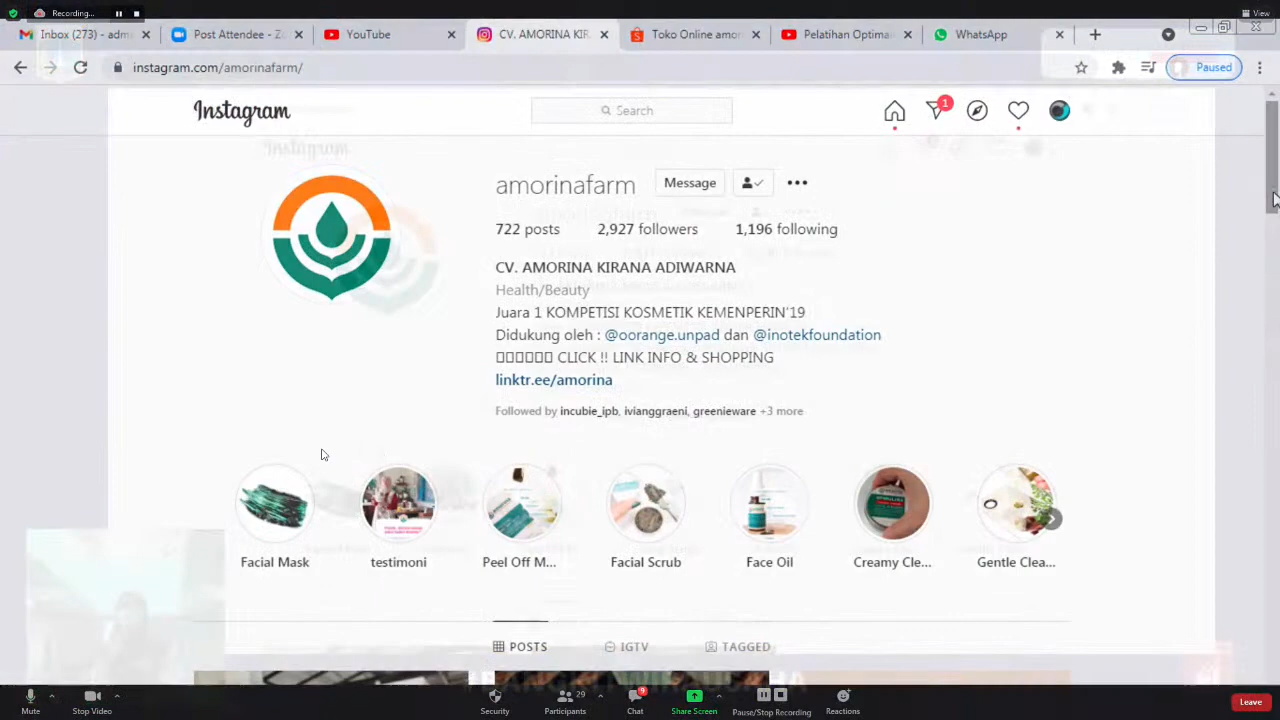 Recording...
View
Inbox (273) - adm
Post Attendee - Z
YouTube
CV. AMORINA KIR
Toko Online amor
Pelatihan Optima
WhatsApp
instagram.com/amorinafarm/
Paused
Instagram
Search
1
amorinafarm
Message
722 posts
2,927 followers
1,196 following
CV. AMORINA KIRANA ADIWARNA
Health/Beauty
Juara 1 KOMPETISI KOSMETIK KEMENPERIN'19
Didukung oleh : @oorange.unpad dan @inotekfoundation
CLICK !! LINK INFO & SHOPPING
linktr.ee/amorina
Followed by incubie_ipb, ivianggraeni, greenieware +3 more
Facial Mask
testimoni
Peel Off M...
Facial Scrub
Face Oil
Creamy Cle...
Gentle Clea...
POSTS
IGTV
TAGGED
Mute
Stop Video
Security
29
Participants
9
Chat
Share Screen
Pause/Stop Recording
Reactions
Leave